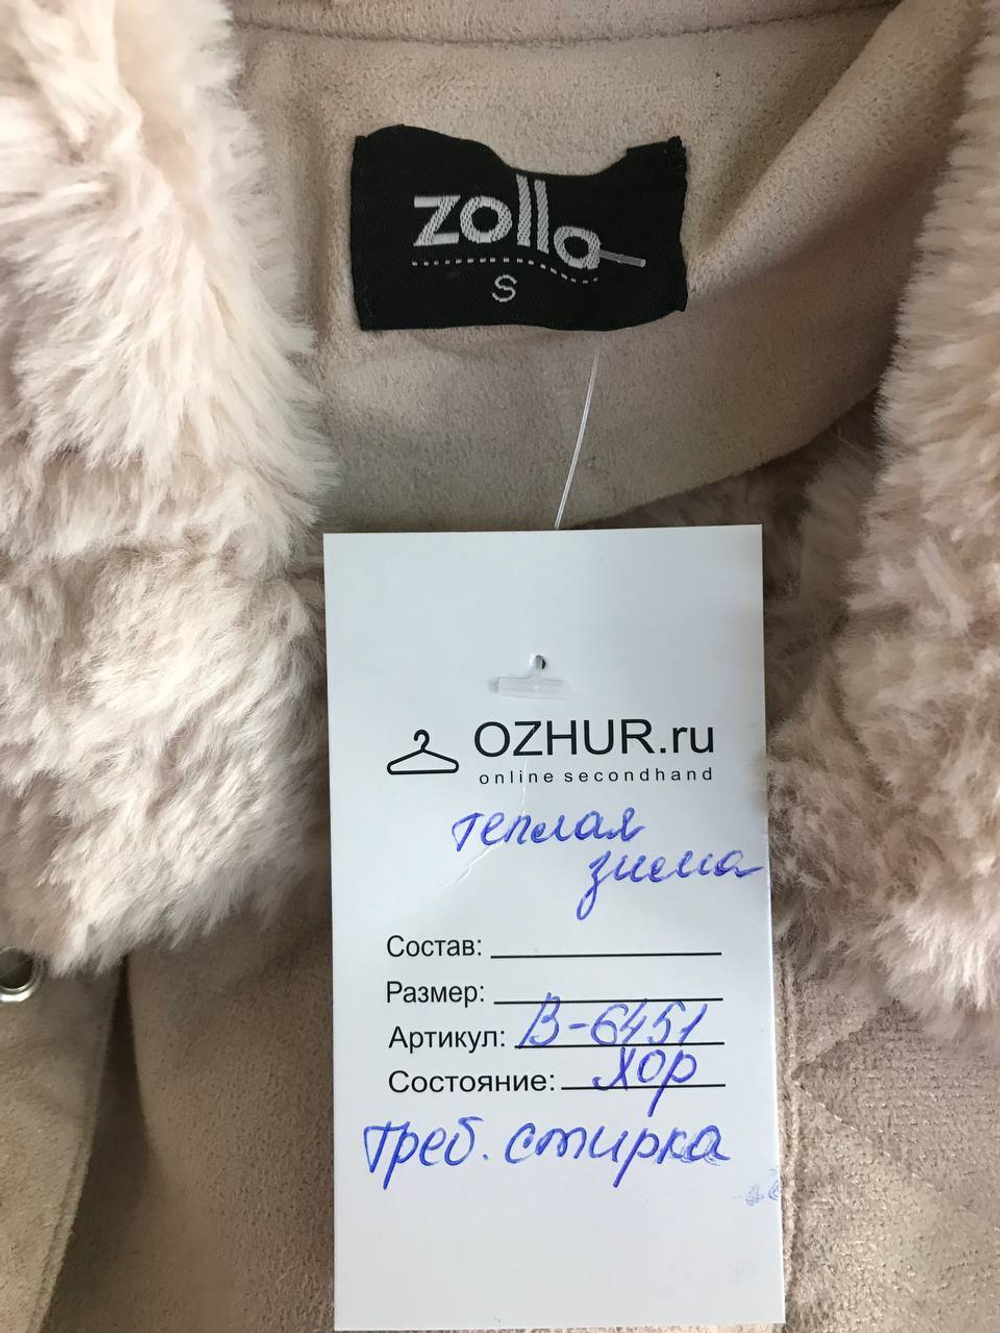 zolla
S
OZHUR.ru
online secondhand
теплая
зима
Состав:
Размер:
Артикул: В-6451
Состояние: хор
треб. стирка